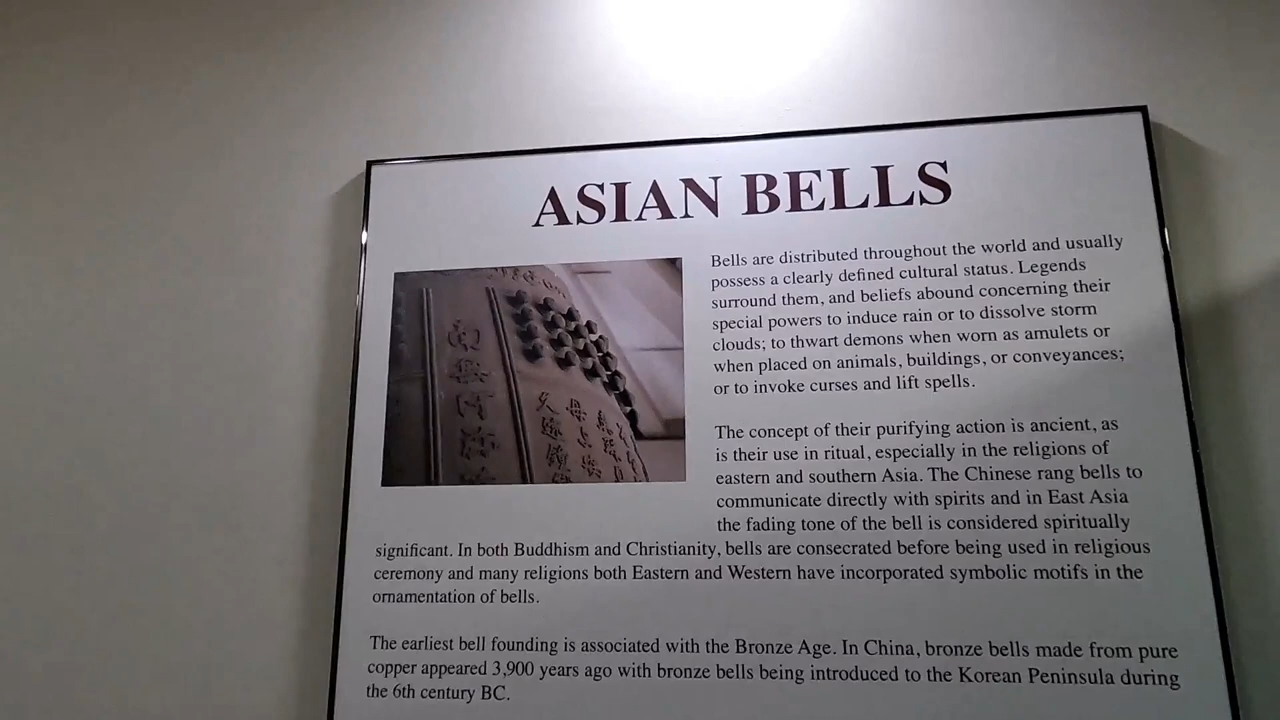 ASIAN BELLS
Bells are distributed throughout the world and usually
possess a clearly defined cultural status. Legends
surround them, and beliefs abound concerning their
special powers to induce rain or to dissolve storm
clouds; to thwart demons when worn as amulets or
when placed on animals, buildings, or conveyances;
or to invoke curses and lift spells.
The concept of their purifying action is ancient, as
is their use in ritual, especially in the religions of
eastern and southern Asia. The Chinese rang bells to
communicate directly with spirits and in East Asia
the fading tone of the bell is considered spiritually
significant. In both Buddhism and Christianity, bells are consecrated before being used in religious
ceremony and many religions both Eastern and Western have incorporated symbolic motifs in the
ornamentation of bells.
The earliest bell founding is associated with the Bronze Age. In China, bronze bells made from pure
copper appeared 3,900 years ago with bronze bells being introduced to the Korean Peninsula during
the 6th century BC.
南無阿弥